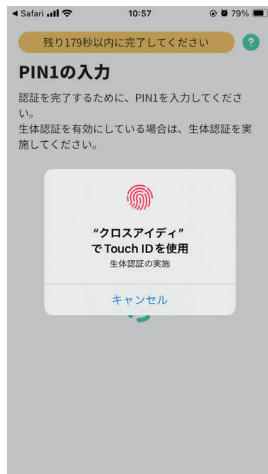 Safari
10:57
79%
残り179秒以内に完了してください
?
PIN1の入力
認証を完了するために、PIN1を入力してくださ
い。
生体認証を有効にしている場合は、生体認証を実
施してください。
“クロスアイディ”
でTouch IDを使用
生体認証の実施
キャンセル